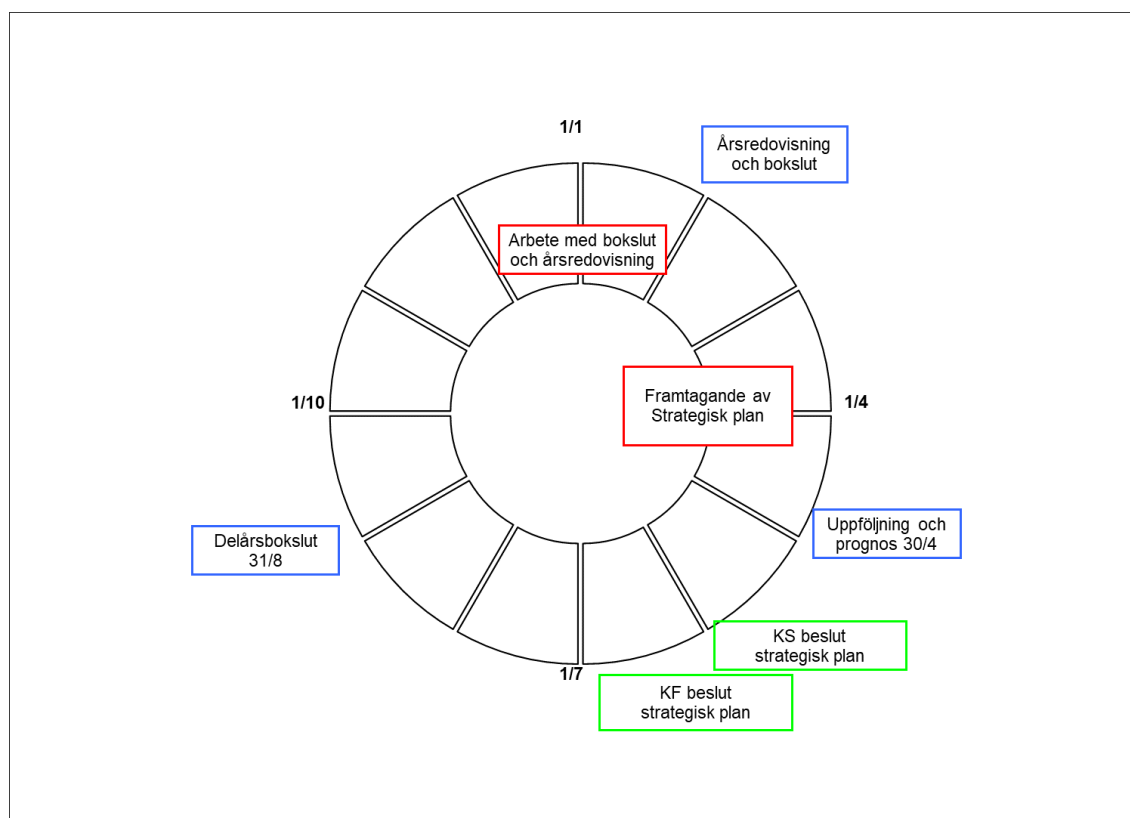 1/1
Årsredovisning
och bokslut
Arbete med bokslut
och årsredovisning
Framtagande av
Strategisk plan
1/10
1/4
Uppföljning och
prognos 30/4
Delårsbokslut
31/8
KS beslut
strategisk plan
1/7
KF beslut
strategisk plan